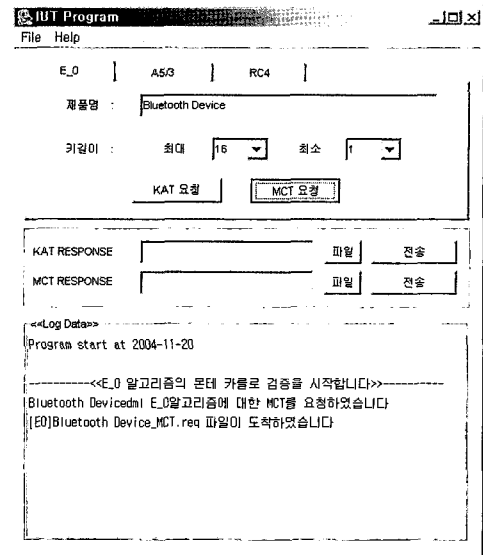 IUT Program
File Help
E_0 A5/3 RC4
제품명 : Bluetooth Device
키길이 : 최대 16 최소 1
KAT 요청 MCT 요청
KAT RESPONSE 파일 전송
MCT RESPONSE 파일 전송
<<Log Data>>
Program start at 2004-11-20
----------<<E_0 알고리즘의 몬테 카를로 검증을 시작합니다>>----------
Bluetooth Devicedml E_0알고리즘에 대한 MCT를 요청하였습니다
[E0]Bluetooth Device_MCT.req 파일이 도착하였습니다